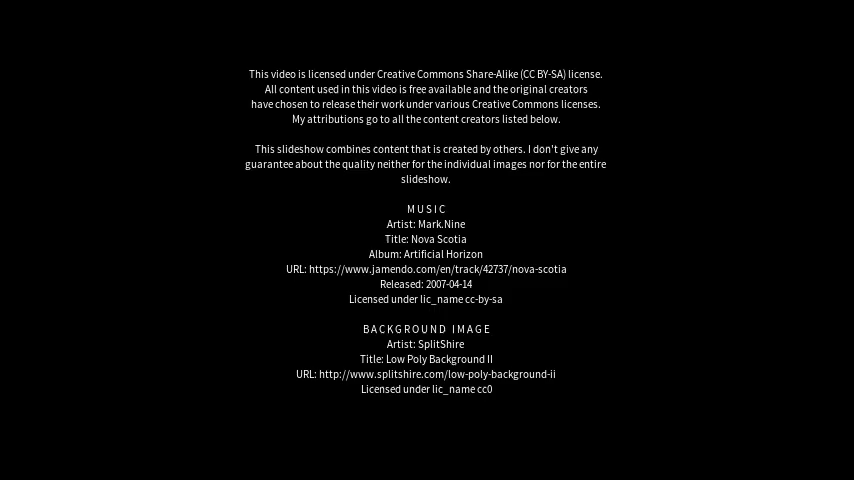 This video is licensed under Creative Commons Share-Alike (CC BY-SA) license.
All content used in this video is free available and the original creators
have chosen to release their work under various Creative Commons licenses.
My attributions go to all the content creators listed below.
This slideshow combines content that is created by others. I don't give any
guarantee about the quality neither for the individual images nor for the entire
slideshow.
MUSIC
Artist: Mark.Nine
Title: Nova Scotia
Album: Artificial Horizon
URL: https://www.jamendo.com/en/track/42737/nova-scotia
Released: 2007-04-14
Licensed under lic_name cc-by-sa
BACKGROUND IMAGE
Artist: SplitShire
Title: Low Poly Background II
URL: http://www.splitshire.com/low-poly-background-ii
Licensed under lic_name cc0